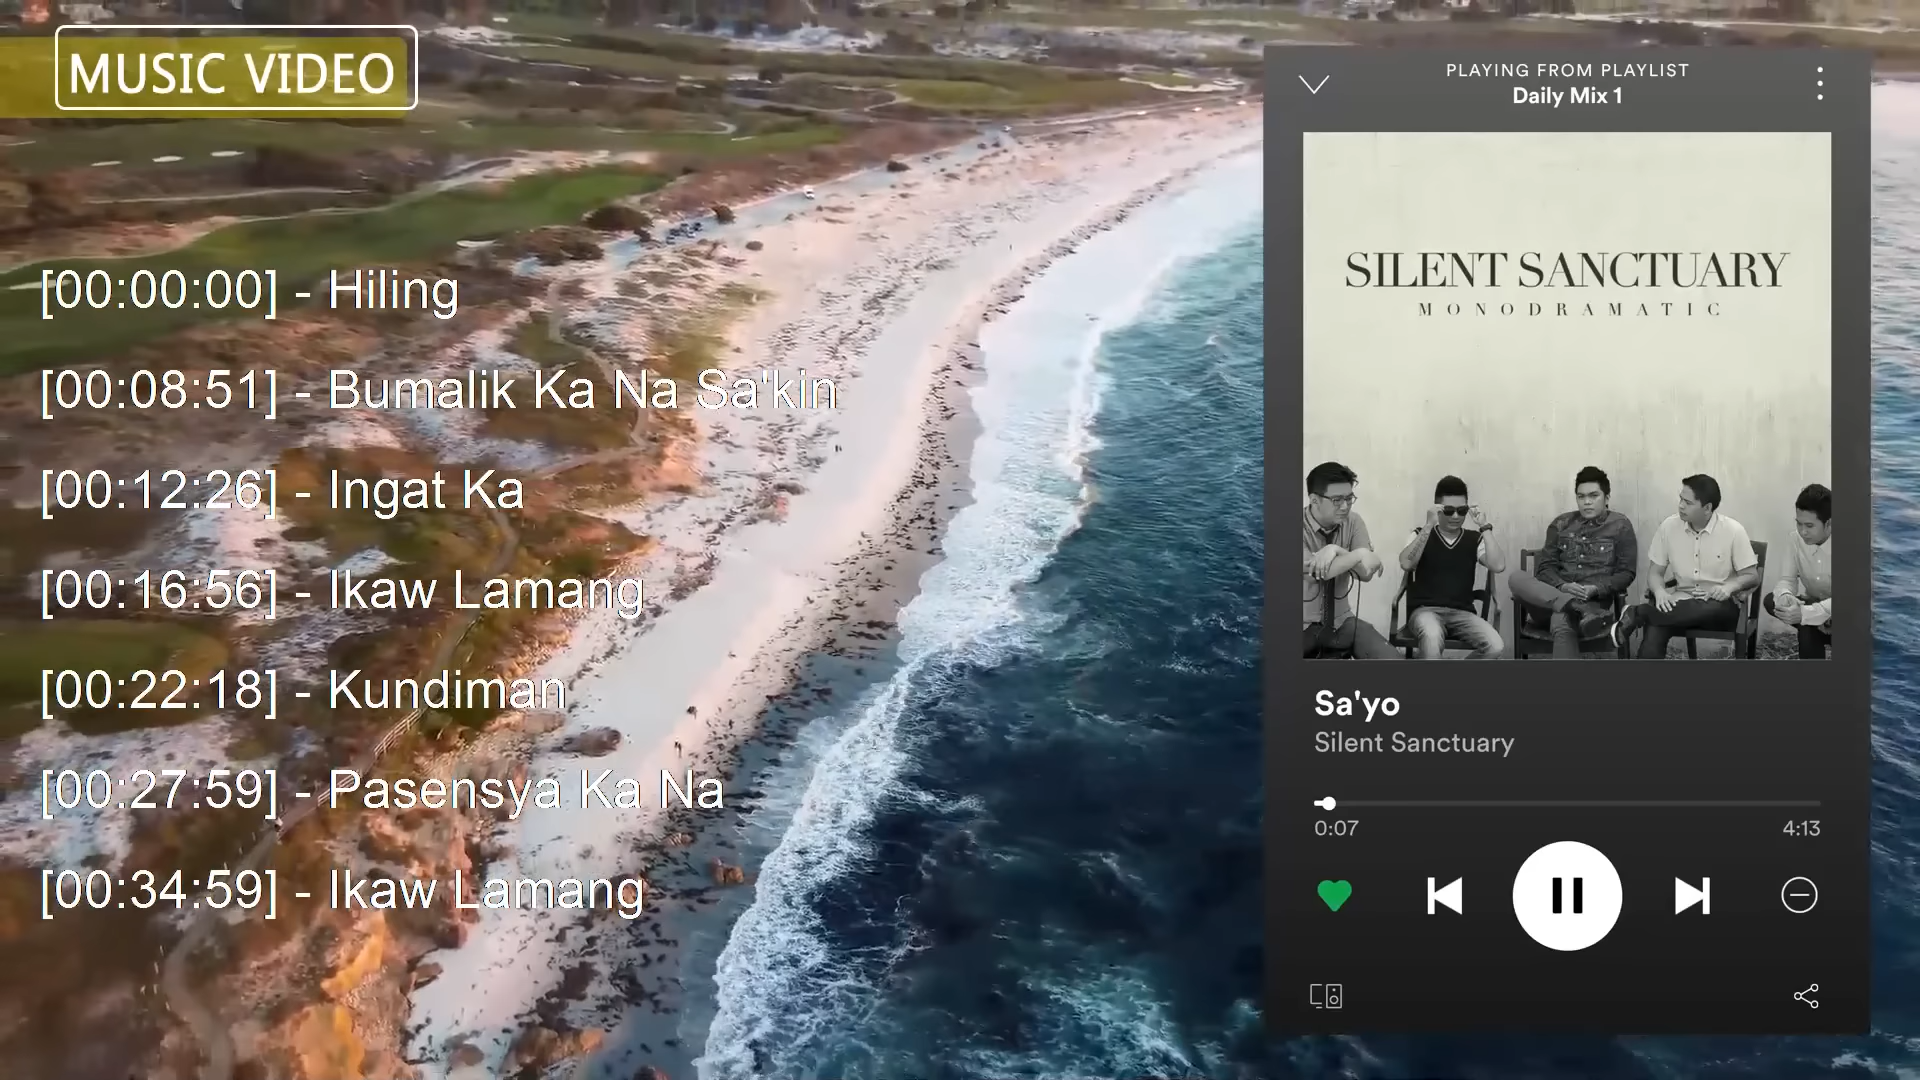 MUSIC VIDEO
[00:00:00] - Hiling
[00:08:51] - Bumalik Ka Na Sa'kin
[00:12:26] - Ingat Ka
[00:16:56] - Ikaw Lamang
[00:22:18] - Kundiman
[00:27:59] - Pasensya Ka Na
[00:34:59] - Ikaw Lamang
PLAYING FROM PLAYLIST
Daily Mix 1
SILENT SANCTUARY
MONODRAMATIC
Sa'yo
Silent Sanctuary
0:07 4:13